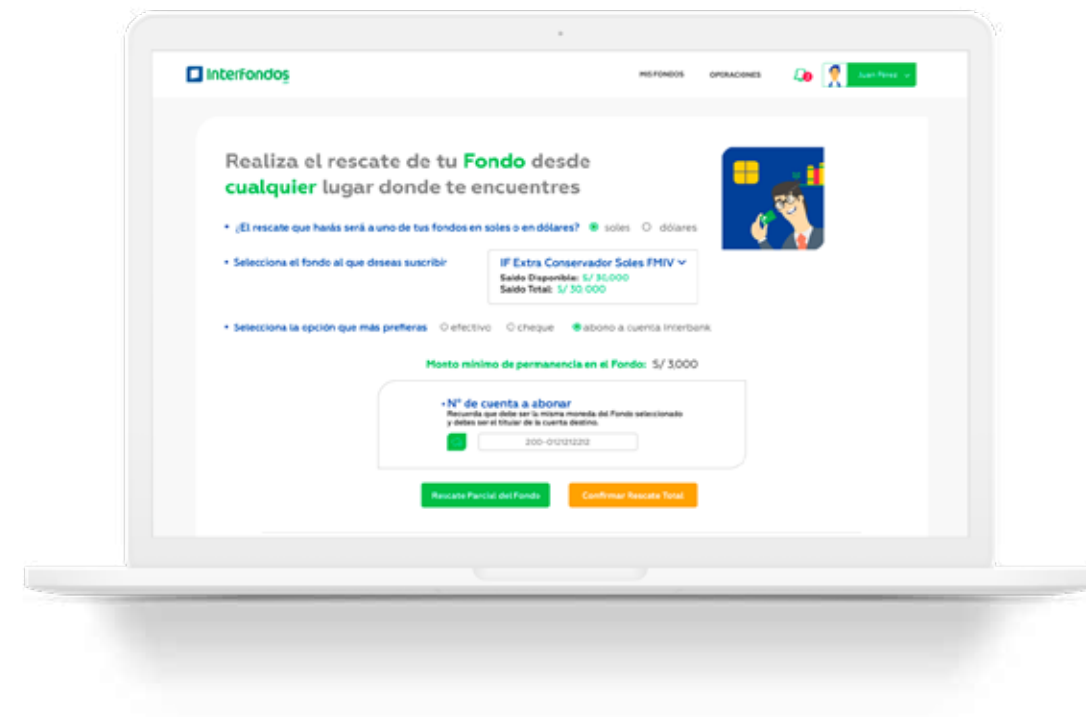 Interfondos
MIS FONDOS
OPERACIONES
2
Juan Pérez
Realiza el rescate de tu Fondo desde
cualquier lugar donde te encuentres
• ¿El rescate que harás será a uno de tus fondos en soles o en dólares? soles dólares
• Selecciona el fondo al que deseas suscribir
IF Extra Conservador Soles FMIV
Saldo Disponible: S/ 30,000
Saldo Total: S/ 30.000
• Selecciona la opción que más prefieras efectivo cheque abono a cuenta Interbank
Monto mínimo de permanencia en el Fondo: S/ 3,000
• N° de cuenta a abonar
Recuerda que debe ser la misma moneda del Fondo seleccionado
y debes ser el titular de la cuenta destino.
200-0121212212
Rescate Parcial del Fondo
Confirmar Rescate Total